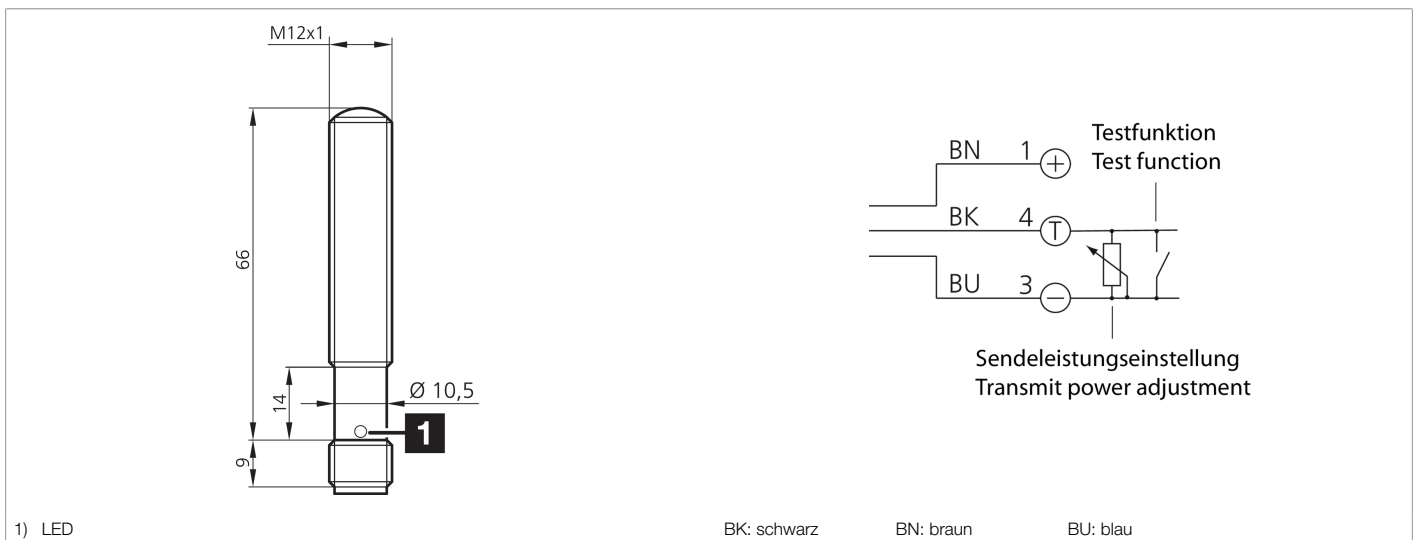 M12x1
66
14
Ø 10,5
1
9
BN 1 +
BK 4 T
BU 3 −
Testfunktion
Test function
Sendeleistungseinstellung
Transmit power adjustment
1) LED
BK: schwarz BN: braun BU: blau